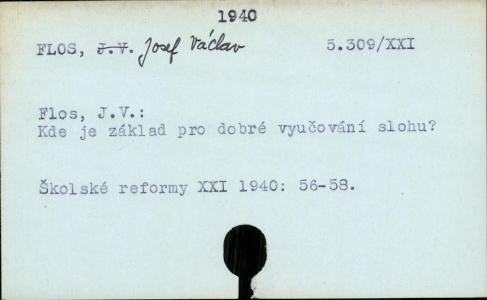 1940
FLOS, J.V. Josef Václav 5.309/XXI
Flos, J.V.:
Kde je základ pro dobré vyučování slohu?
Školské reformy XXI 1940: 56-58.